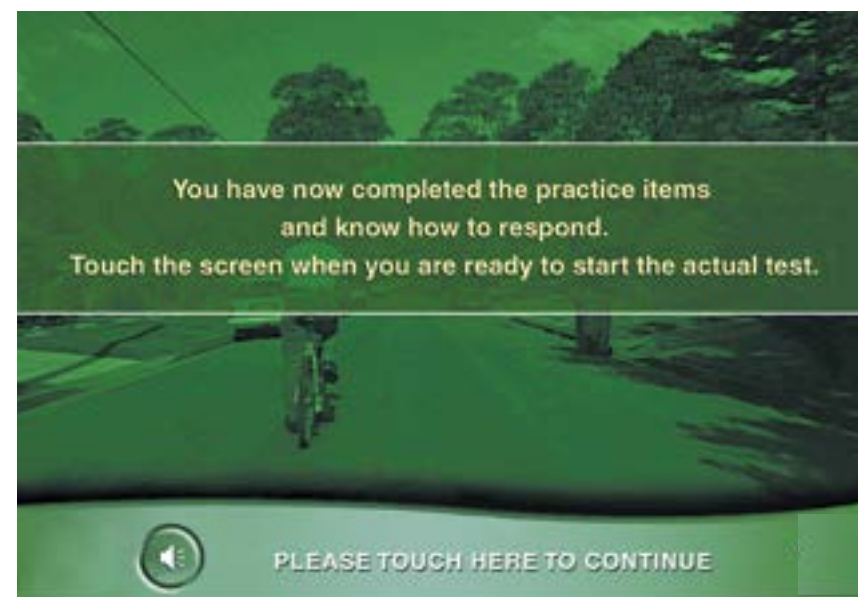 You have now completed the practice items
and know how to respond.
Touch the screen when you are ready to start the actual test.
PLEASE TOUCH HERE TO CONTINUE